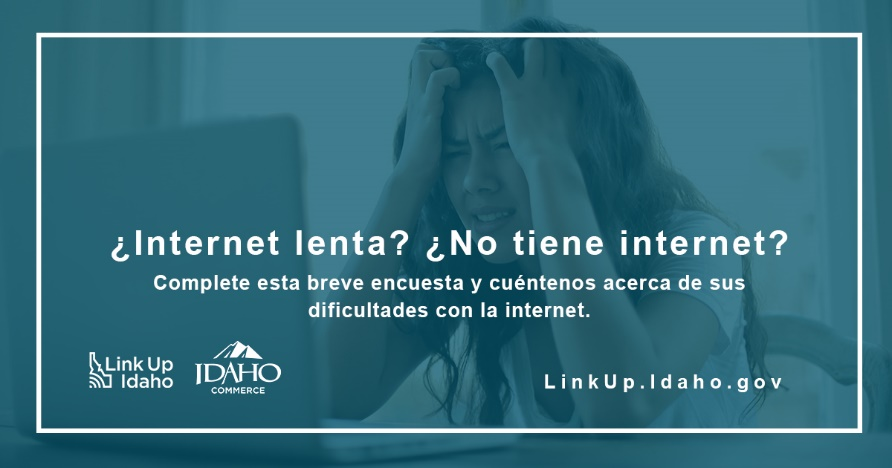 ¿Internet lenta? ¿No tiene internet?
Complete esta breve encuesta y cuéntenos acerca de sus
dificultades con la internet.
Link Up
Idaho
IDAHO
COMMERCE
LinkUp.Idaho.gov